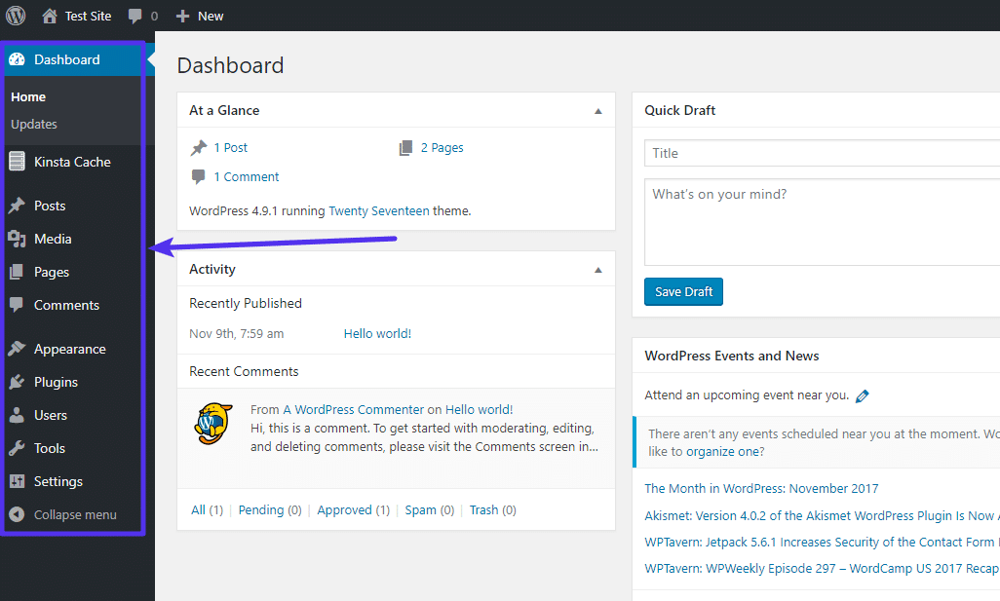 Test Site 0 New
Dashboard
Home
Updates
Kinsta Cache
Posts
Media
Pages
Comments
Appearance
Plugins
Users
Tools
Settings
Collapse menu
Dashboard
At a Glance
1 Post 2 Pages
1 Comment
WordPress 4.9.1 running Twenty Seventeen theme.
Activity
Recently Published
Nov 9th, 7:59 am Hello world!
Recent Comments
From A WordPress Commenter on Hello world!
Hi, this is a comment. To get started with moderating, editing,
and deleting comments, please visit the Comments screen in…
All (1) | Pending (0) | Approved (1) | Spam (0) | Trash (0)
Quick Draft
Title
What's on your mind?
Save Draft
WordPress Events and News
Attend an upcoming event near you.
There aren't any events scheduled near you at the moment.
like to organize one?
The Month in WordPress: November 2017
Akismet: Version 4.0.2 of the Akismet WordPress Plugin Is Now
WPTavern: Jetpack 5.6.1 Increases Security of the Contact Form
WPTavern: WPWeekly Episode 297 – WordCamp US 2017 Recap